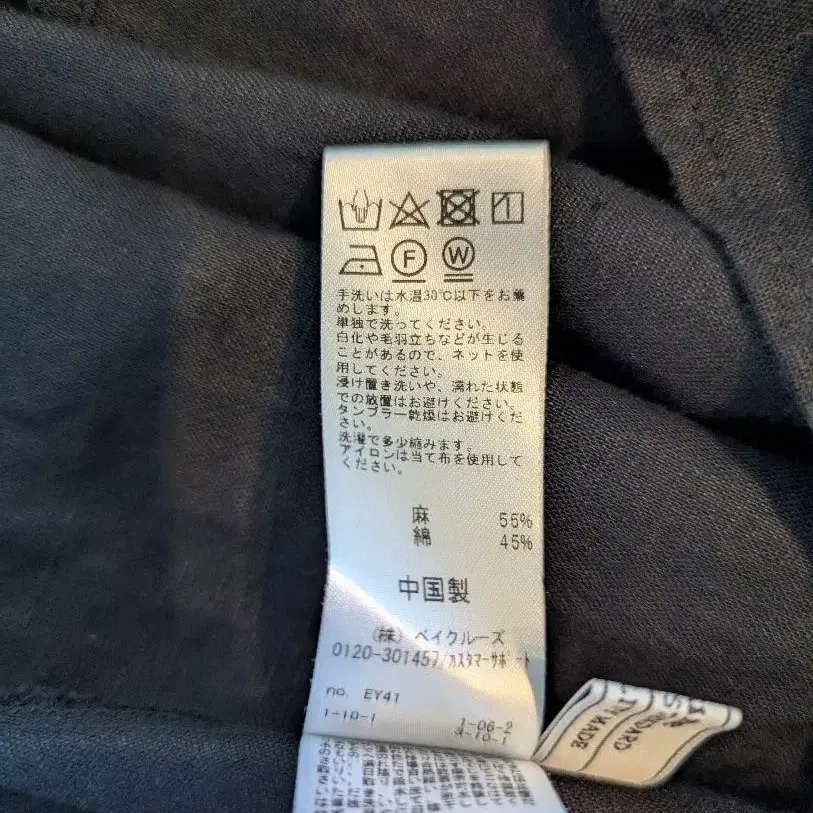 F W
手洗いは水温30℃以下をお薦
めします。
単独で洗ってください。
白化や毛羽立ちなどが生じる
ことがあるので、ネットを使
用してください。
浸け置き洗いや、濡れた状態
での放置はお避けください。
タンブラー乾燥はお避けくだ
さい。
洗濯で多少縮みます。
アイロンは当て布を使用して
ください。
麻 55%
綿 45%
中国製
(株) ベイクルーズ
0120-301457/カスタマーサポート
no. EY41
1-10-1 1-06-2
4-10-1
MADE